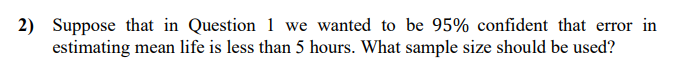 2) Suppose that in Question 1 we wanted to be 95% confident that error in
estimating mean life is less than 5 hours. What sample size should be used?